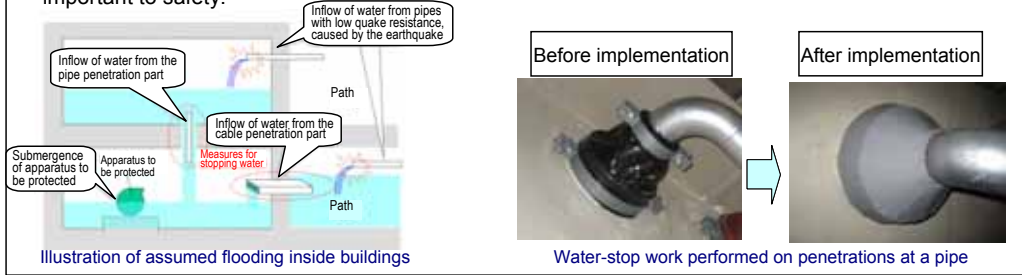 important to safety.
Inflow of water from pipes
with low quake resistance,
caused by the earthquake
Inflow of water from the
pipe penetration part
Path
Inflow of water from the
cable penetration part
Submergence
of apparatus to
be protected
Apparatus to
be protected
Measures for
stopping water
Path
Illustration of assumed flooding inside buildings
Before implementation
After implementation
Water-stop work performed on penetrations at a pipe